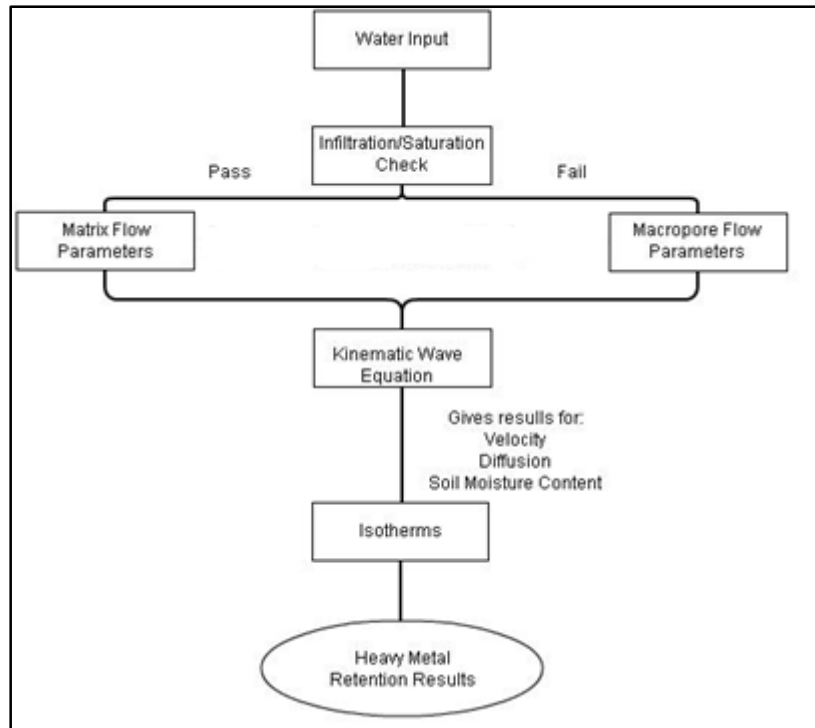 Water Input
Infiltration/Saturation
Check
Pass
Fail
Matrix Flow
Parameters
Macropore Flow
Parameters
Kinematic Wave
Equation
Gives resulls for:
Velocity
Diffusion
Soil Moisture Content
Isotherms
Heavy Metal
Retention Results